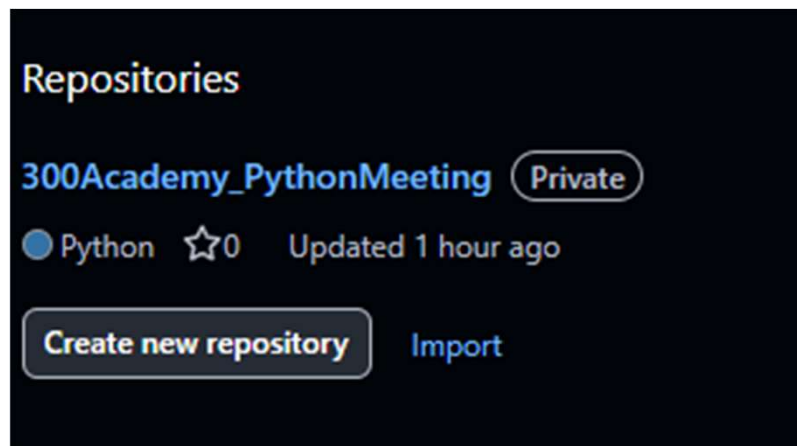 Repositories
300Academy_PythonMeeting Private
Python 0 Updated 1 hour ago
Create new repository Import